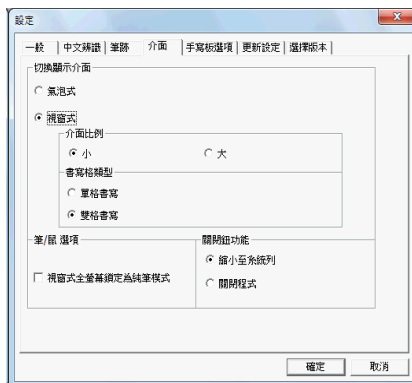 設定
一般 中文辨識 筆跡 介面 手寫板選項 更新設定 選擇版本
切換顯示介面
氣泡式
視窗式
介面比例
小 大
書寫格類型
單格書寫
雙格書寫
筆/鼠 選項
視窗式全螢幕鎖定為純筆模式
關閉鈕功能
縮小至系統列
關閉程式
確定 取消